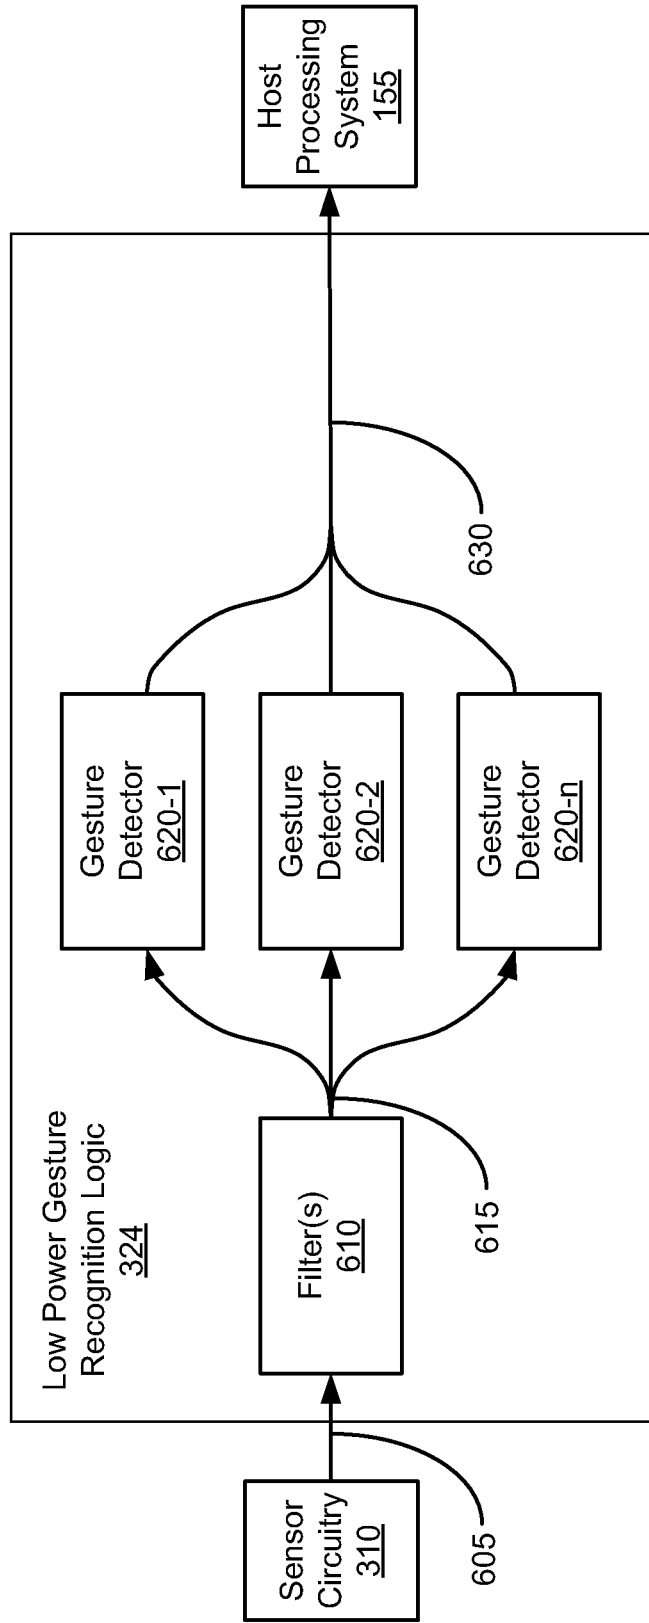 Low Power Gesture
Recognition Logic
324
Sensor
Circuitry
310
605
Filter(s)
610
615
Gesture
Detector
620-1
Gesture
Detector
620-2
Gesture
Detector
620-n
630
Host
Processing
System
155